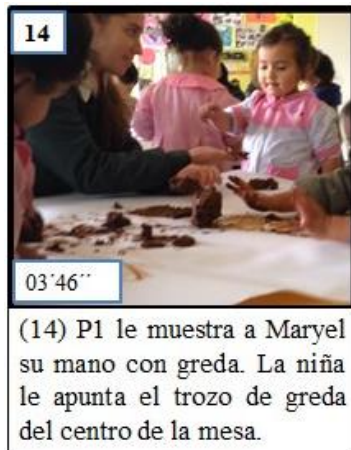 14
03´46´´
(14) P1 le muestra a Maryel
su mano con greda. La niña
le apunta el trozo de greda
del centro de la mesa.